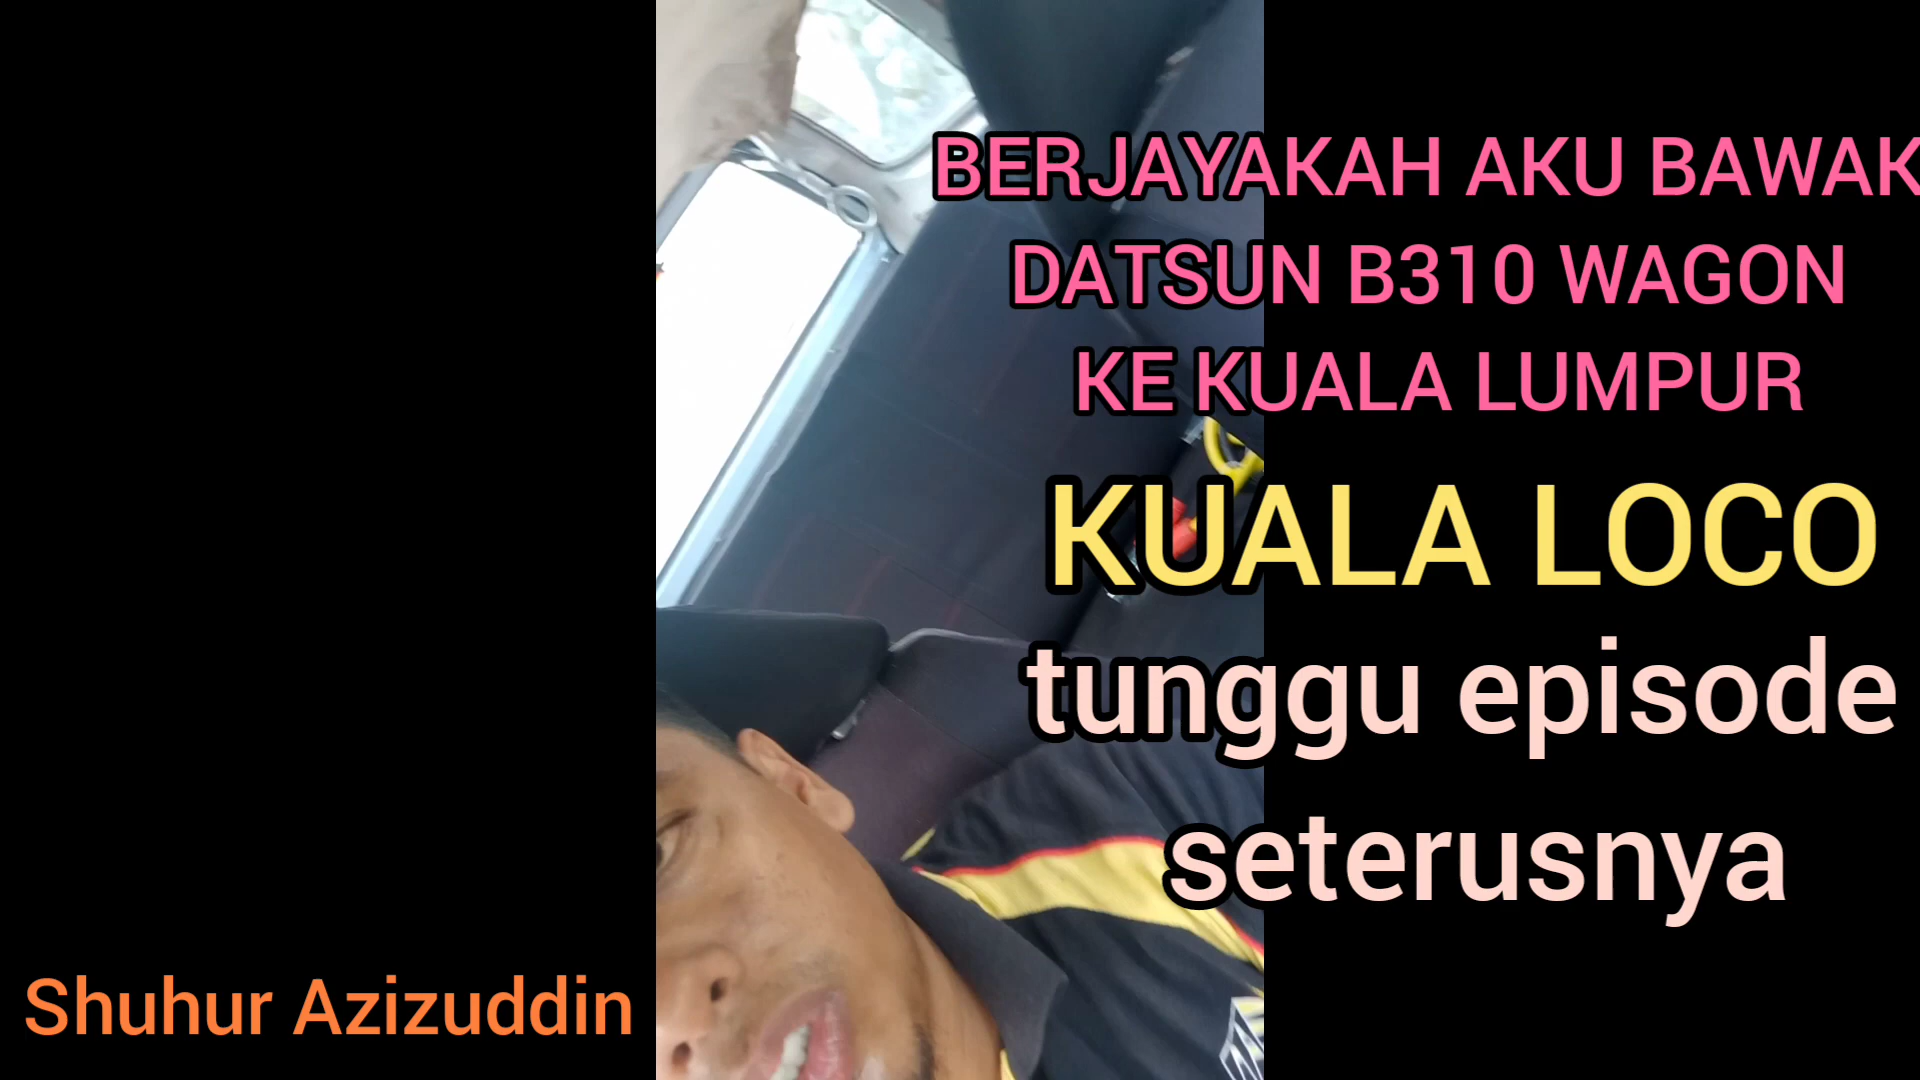 BERJAYAKAH AKU BAWAK
DATSUN B310 WAGON
KE KUALA LUMPUR
KUALA LOCO
tunggu episode
seterusnya
Shuhur Azizuddin